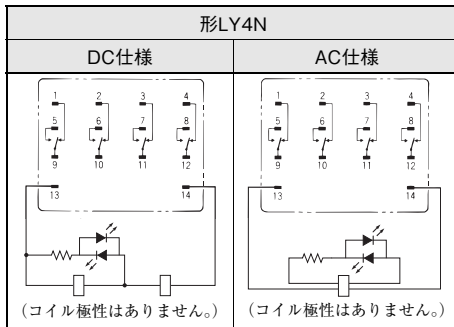 形LY4N
DC仕様 AC仕様
1 2 3 4 1 2 3 4
5 6 7 8 5 6 7 8
9 10 11 12 9 10 11 12
13 14 13 14
(コイル極性はありません。) (コイル極性はありません。)